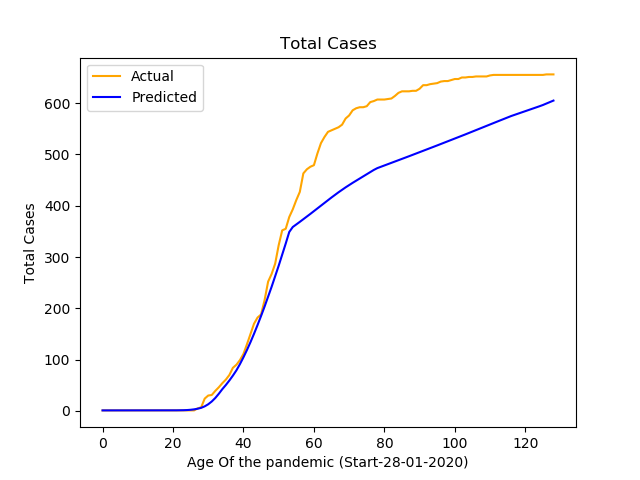 Total Cases
Actual
Predicted
Total Cases
600
500
400
300
200
100
0
0 20 40 60 80 100 120
Age Of the pandemic (Start-28-01-2020)